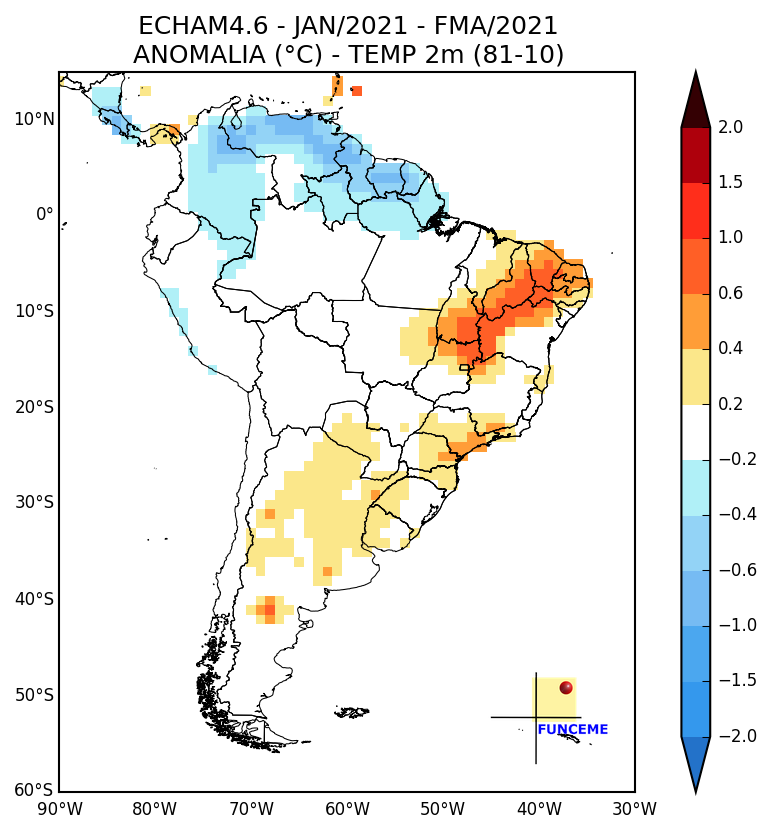 ECHAM4.6 - JAN/2021 - FMA/2021
ANOMALIA (°C) - TEMP 2m (81-10)
10°N
0°
10°S
20°S
30°S
40°S
50°S
60°S
90°W
80°W
70°W
60°W
50°W
40°W
30°W
2.0
1.5
1.0
0.6
0.4
0.2
−0.2
−0.4
−0.6
−1.0
−1.5
−2.0
FUNCEME